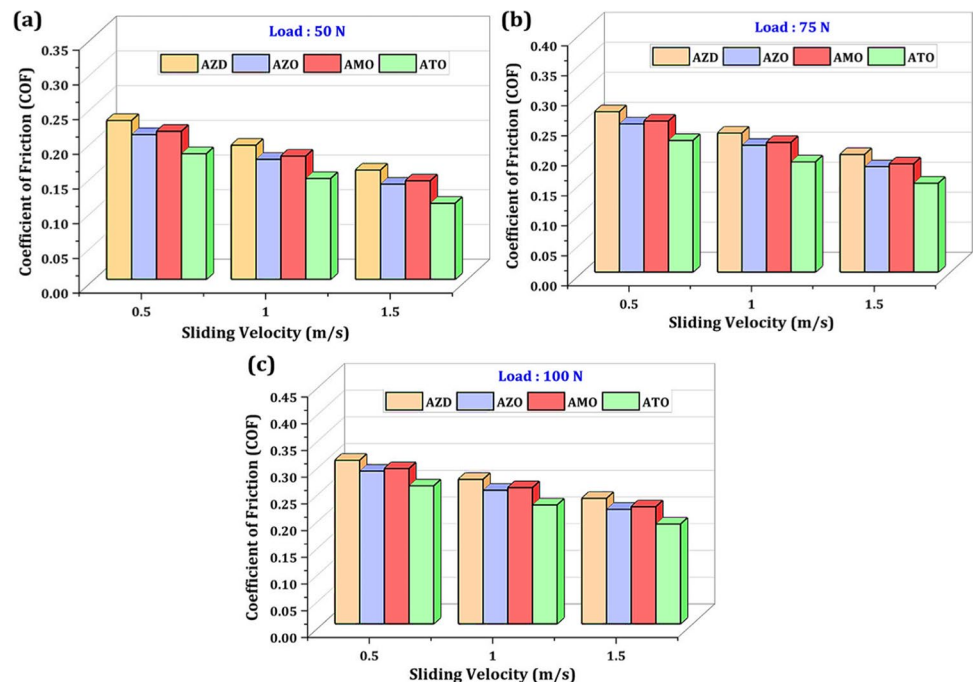 (a)
Load : 50 N
AZD AZO AMO ATO
Coefficient of Friction (COF)
0.35
0.30
0.25
0.20
0.15
0.10
0.05
0.00
0.5 1 1.5
Sliding Velocity (m/s)
(b)
Load : 75 N
AZD AZO AMO ATO
Coefficient of Friction (COF)
0.40
0.35
0.30
0.25
0.20
0.15
0.10
0.05
0.00
0.5 1 1.5
Sliding Velocity (m/s)
(c)
Load : 100 N
AZD AZO AMO ATO
Coefficient of Friction (COF)
0.45
0.40
0.35
0.30
0.25
0.20
0.15
0.10
0.05
0.00
0.5 1 1.5
Sliding Velocity (m/s)